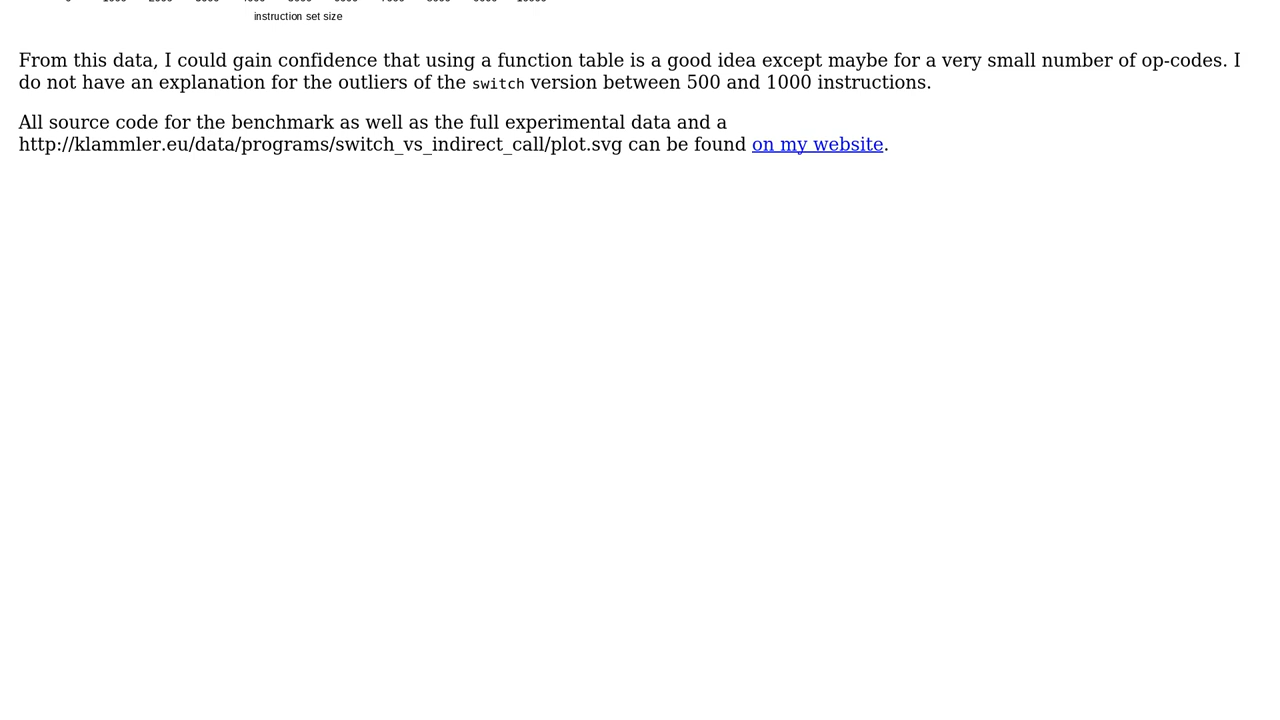 instruction set size
From this data, I could gain confidence that using a function table is a good idea except maybe for a very small number of op-codes. I
do not have an explanation for the outliers of the switch version between 500 and 1000 instructions.
All source code for the benchmark as well as the full experimental data and a
http://klammler.eu/data/programs/switch_vs_indirect_call/plot.svg can be found on my website.